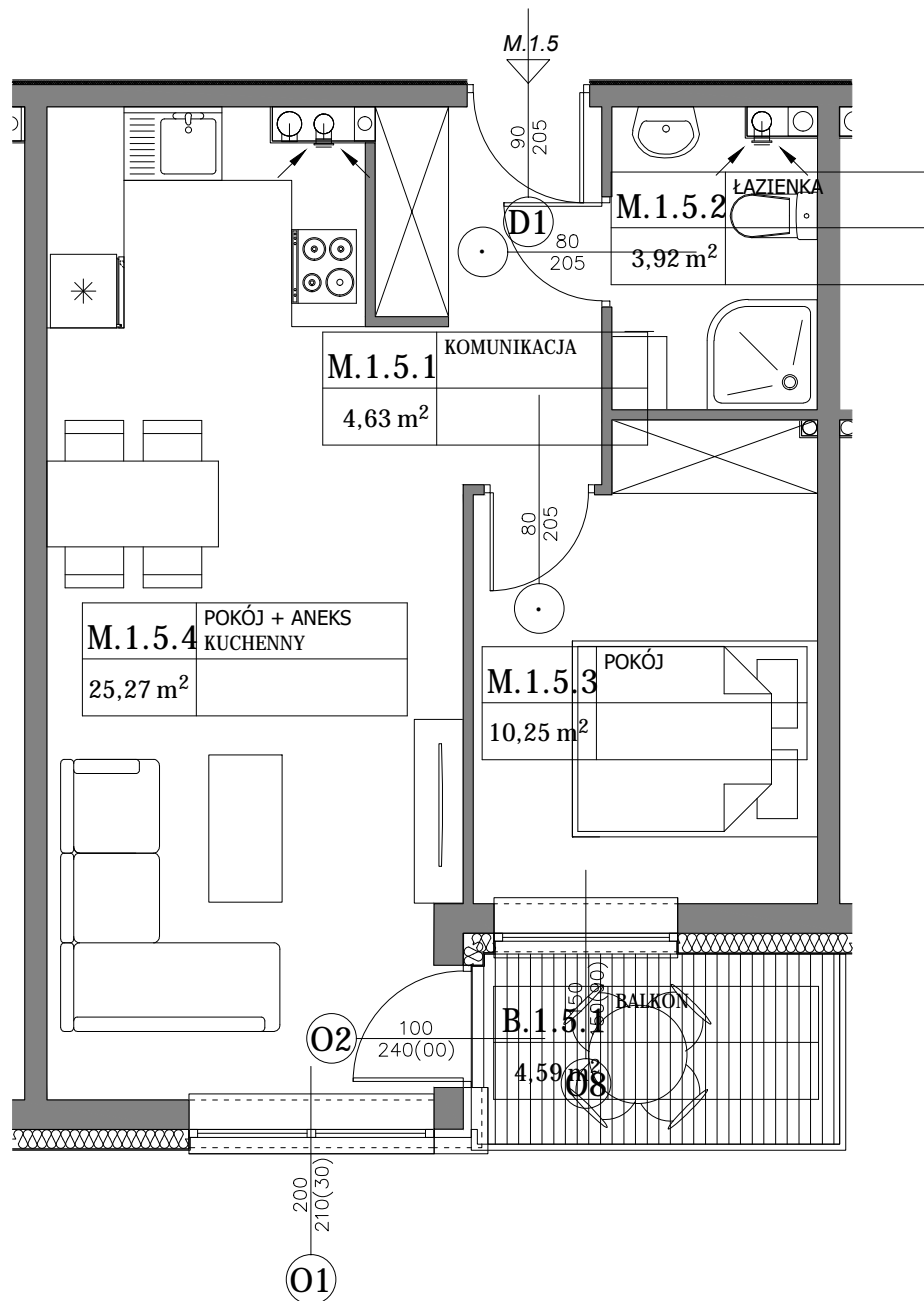 M.1.5
90
205
D1
80
205
M.1.5.2
ŁAZIENKA
3,92 m²
M.1.5.1
KOMUNIKACJA
4,63 m²
80
205
M.1.5.4
POKÓJ + ANEKS
KUCHENNY
25,27 m²
M.1.5.3
POKÓJ
10,25 m²
B.1.5.1
BALKON
4,59 m²
O8
O2
100
240(00)
200
210(30)
O1